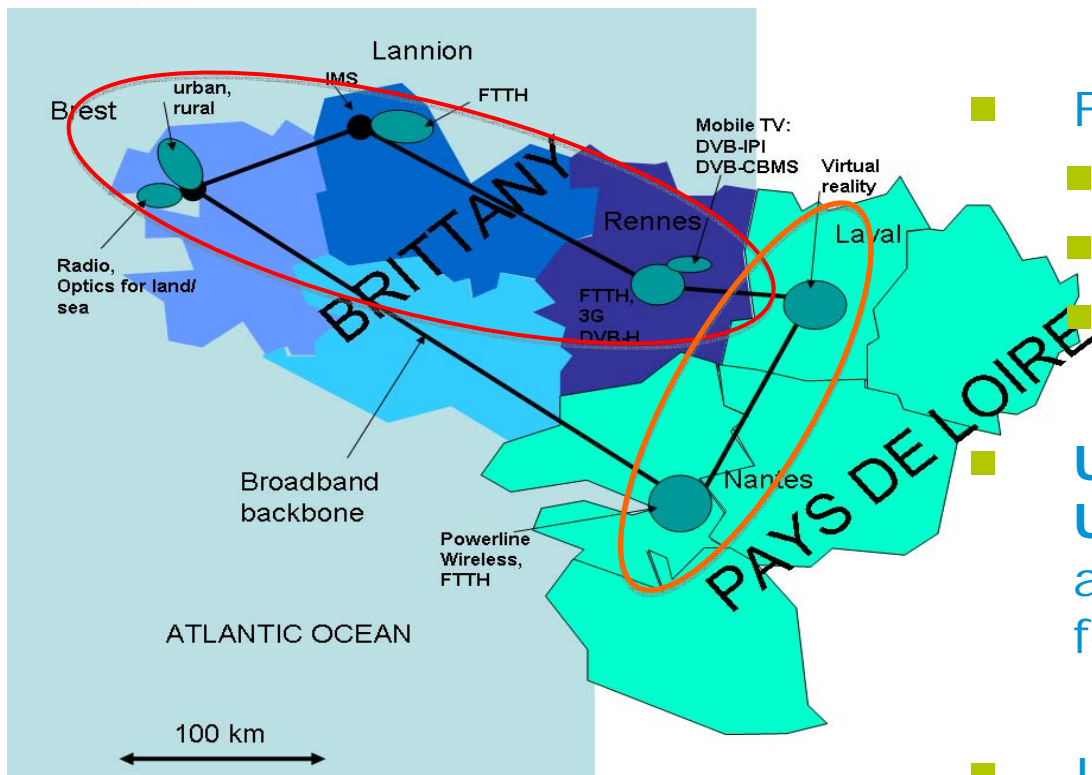 Lannion
IMS
FTTH
urban,
rural
Brest
Mobile TV:
DVB-IPI
DVB-CBMS
Virtual
reality
Rennes
Laval
Radio,
Optics for land/
sea
BRITTANY
FTTH,
3G
DVB-H
PAYS DE LOIRE
Broadband
backbone
Nantes
Powerline
Wireless,
FTTH
ATLANTIC OCEAN
100 km